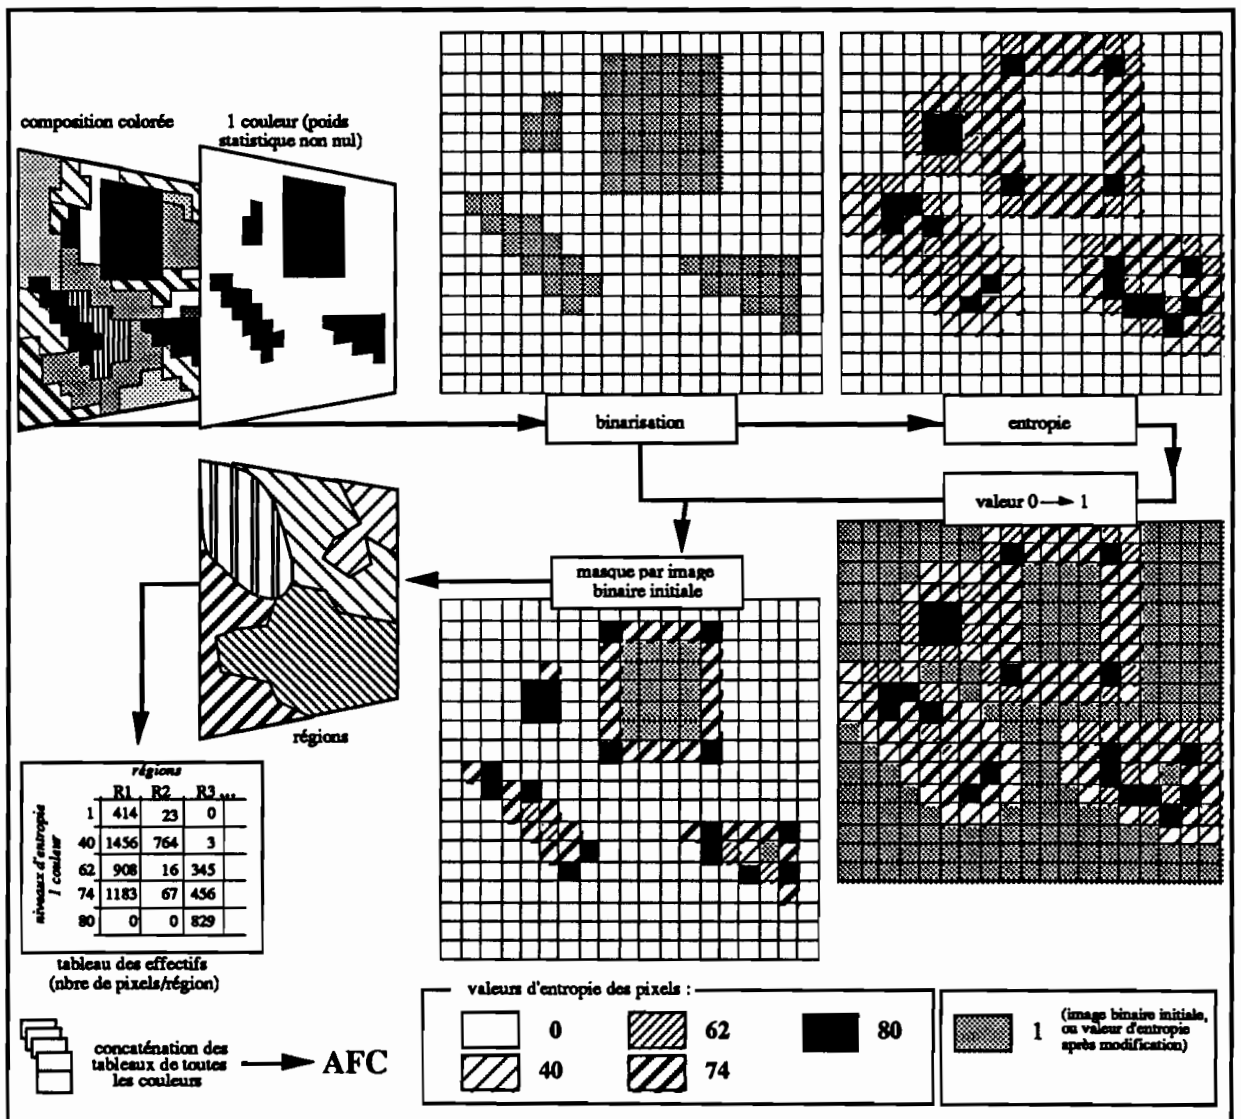 composition colorée
1 couleur (poids
statistique non nul)
binarisation
entropie
valeur 0 → 1
masque par image
binaire initiale
régions
régions
R1 R2 R3 ...
niveaux d'entropie
1 couleur
1 414 23 0
40 1456 764 3
62 908 16 345
74 1183 67 456
80 0 0 829
tableau des effectifs
(nbre de pixels/région)
concaténation des
tableaux de toutes
les couleurs
AFC
valeurs d'entropie des pixels :
0 62 80
40 74
1 (image binaire initiale,
ou valeur d'entropie
après modification)